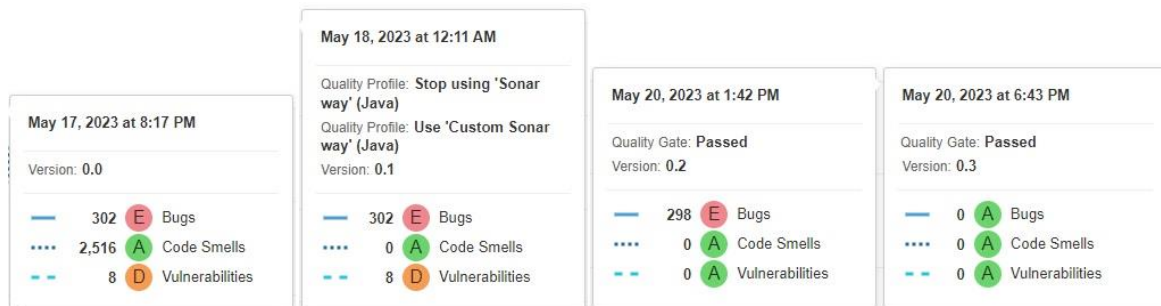 May 17, 2023 at 8:17 PM
Version: 0.0
302 E Bugs
2,516 A Code Smells
8 D Vulnerabilities
May 18, 2023 at 12:11 AM
Quality Profile: Stop using 'Sonar
way' (Java)
Quality Profile: Use 'Custom Sonar
way' (Java)
Version: 0.1
302 E Bugs
0 A Code Smells
8 D Vulnerabilities
May 20, 2023 at 1:42 PM
Quality Gate: Passed
Version: 0.2
298 E Bugs
0 A Code Smells
0 A Vulnerabilities
May 20, 2023 at 6:43 PM
Quality Gate: Passed
Version: 0.3
0 A Bugs
0 A Code Smells
0 A Vulnerabilities